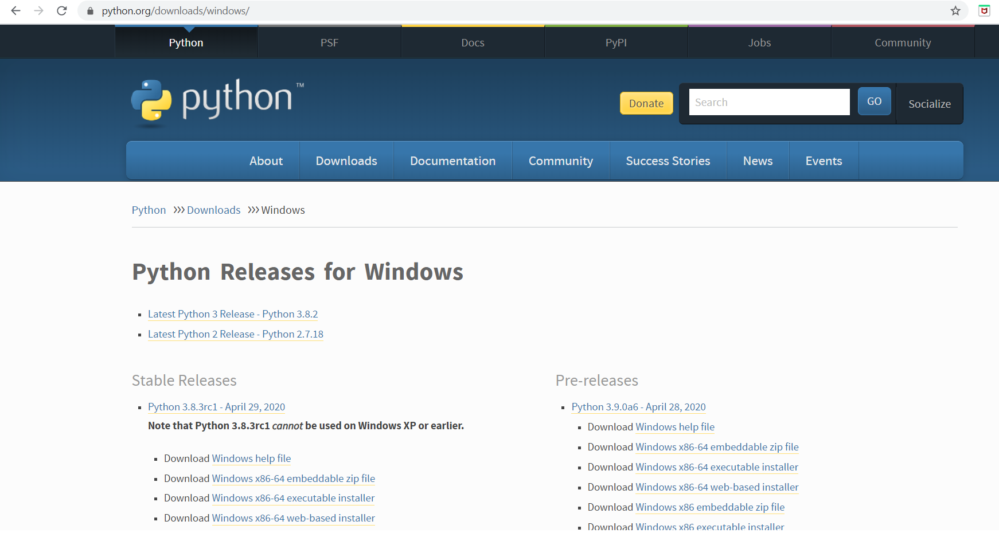 python.org/downloads/windows/
Python PSF Docs PyPI Jobs Community
python™
Donate Search GO Socialize
About Downloads Documentation Community Success Stories News Events
Python >>> Downloads >>> Windows
Python Releases for Windows
Latest Python 3 Release - Python 3.8.2
Latest Python 2 Release - Python 2.7.18
Stable Releases
Python 3.8.3rc1 - April 29, 2020
Note that Python 3.8.3rc1 cannot be used on Windows XP or earlier.
Download Windows help file
Download Windows x86-64 embeddable zip file
Download Windows x86-64 executable installer
Download Windows x86-64 web-based installer
Pre-releases
Python 3.9.0a6 - April 28, 2020
Download Windows help file
Download Windows x86-64 embeddable zip file
Download Windows x86-64 executable installer
Download Windows x86-64 web-based installer
Download Windows x86 embeddable zip file
Download Windows x86 executable installer